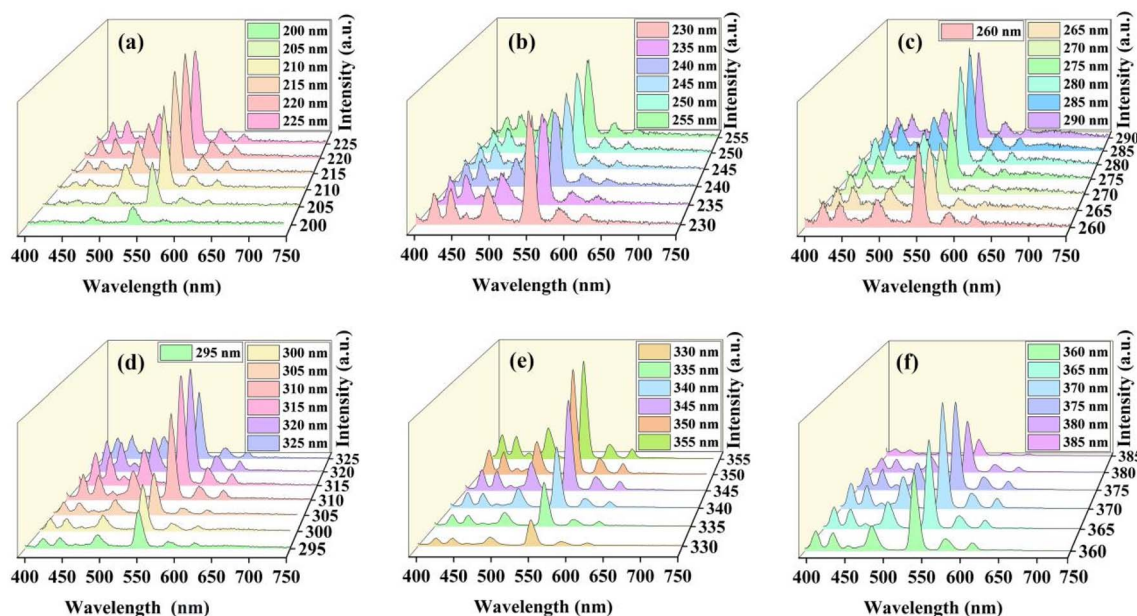 (a)
200 nm
205 nm
210 nm
215 nm
220 nm
225 nm
Intensity (a.u.)
225
220
215
210
205
200
400 450 500 550 600 650 700 750
Wavelength (nm)
(b)
230 nm
235 nm
240 nm
245 nm
250 nm
255 nm
Intensity (a.u.)
255
250
245
240
235
230
400 450 500 550 600 650 700 750
Wavelength (nm)
(c)
260 nm
265 nm
270 nm
275 nm
280 nm
285 nm
290 nm
Intensity (a.u.)
290
285
280
275
270
265
260
400 450 500 550 600 650 700 750
Wavelength (nm)
(d)
295 nm
300 nm
305 nm
310 nm
315 nm
320 nm
325 nm
Intensity (a.u.)
325
320
315
310
305
300
295
400 450 500 550 600 650 700 750
Wavelength (nm)
(e)
330 nm
335 nm
340 nm
345 nm
350 nm
355 nm
Intensity (a.u.)
355
350
345
340
335
330
400 450 500 550 600 650 700 750
Wavelength (nm)
(f)
360 nm
365 nm
370 nm
375 nm
380 nm
385 nm
Intensity (a.u.)
385
380
375
370
365
360
400 450 500 550 600 650 700 750
Wavelength (nm)